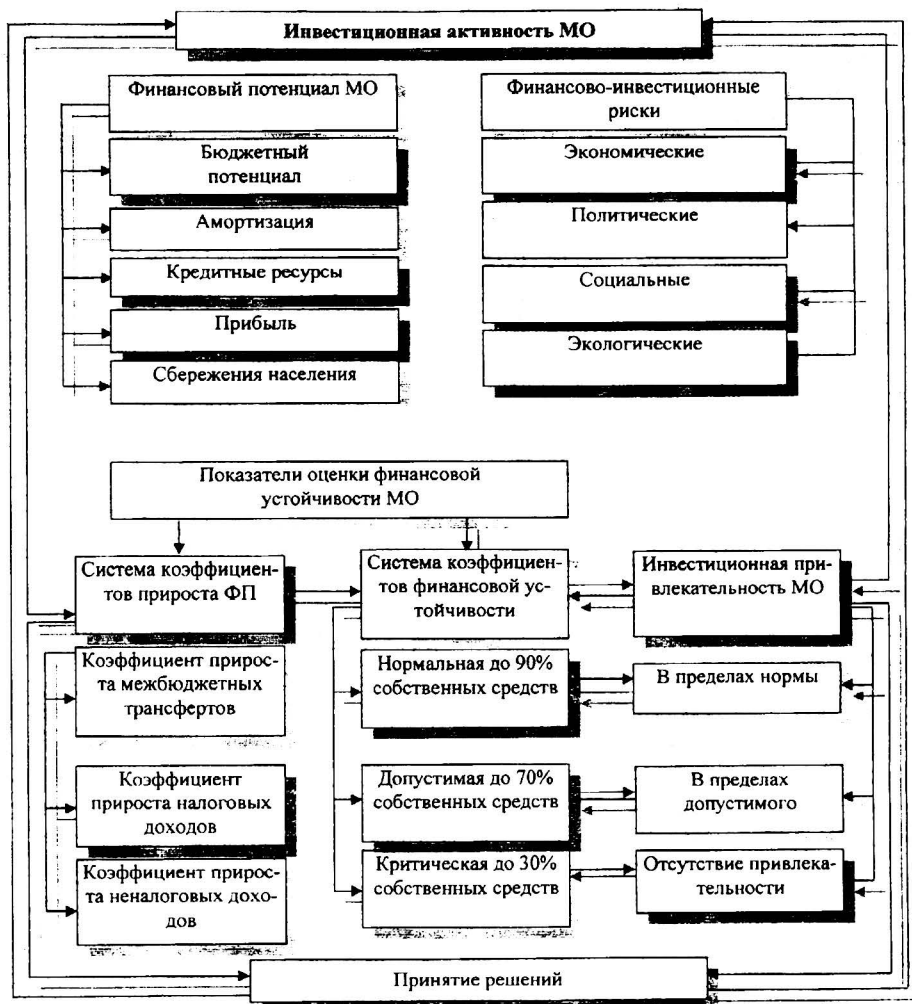 Инвестиционная активность МО
Финансовый потенциал МО
Бюджетный
потенциал
Амортизация
Кредитные ресурсы
Прибыль
Сбережения населения
Финансово-инвестиционные
риски
Экономические
Политические
Социальные
Экологические
Показатели оценки финансовой
устойчивости МО
Система коэффициен-
тов прироста ФП
Система коэффици-
ентов финансовой ус-
тойчивости
Инвестиционная при-
влекательность МО
Коэффициент прирос-
та межбюджетных
трансфертов
Нормальная до 90%
собственных средств
В пределах нормы
Коэффициент
прироста налоговых
доходов
Допустимая до 70%
собственных средств
В пределах
допустимого
Коэффициент прирос-
та неналоговых дохо-
дов
Критическая до 30%
собственных средств
Отсутствие привлек-
ательности
Принятие решений